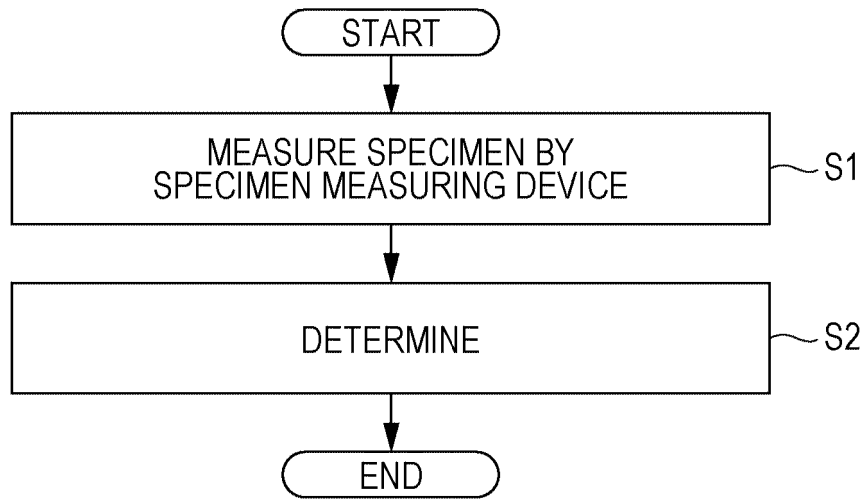 START
MEASURE SPECIMEN BY
SPECIMEN MEASURING DEVICE
S1
DETERMINE
S2
END